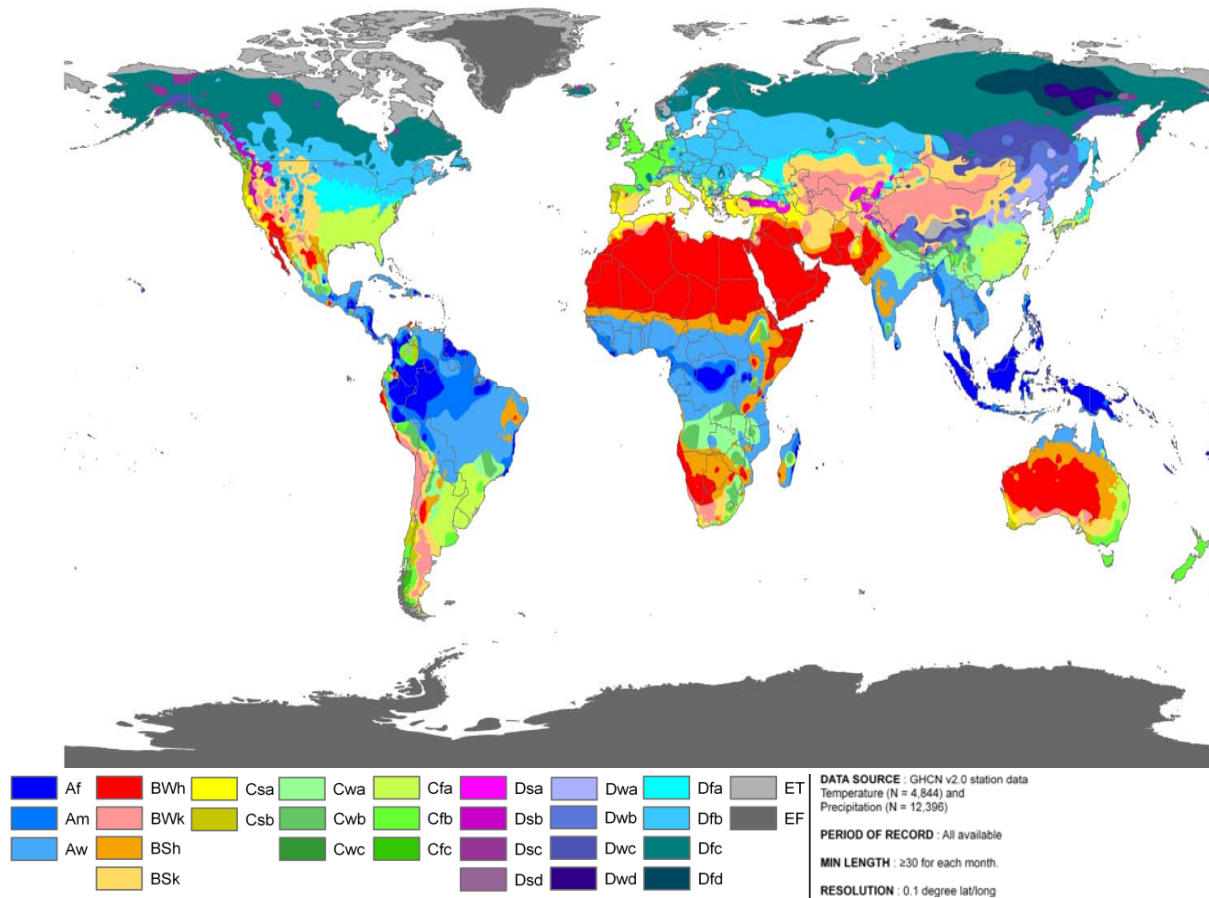 Af BWh Csa Cwa Cfa Dsa Dwa Dfa ET
Am BWk Csb Cwb Cfb Dsb Dwb Dfb EF
Aw BSh Cwc Cfc Dsc Dwc Dfc
BSk Dsd Dwd Dfd
DATA SOURCE : GHCN v2.0 station data
Temperature (N = 4,844) and
Precipitation (N = 12,396)
PERIOD OF RECORD : All available
MIN LENGTH : ≥30 for each month.
RESOLUTION : 0.1 degree lat/long